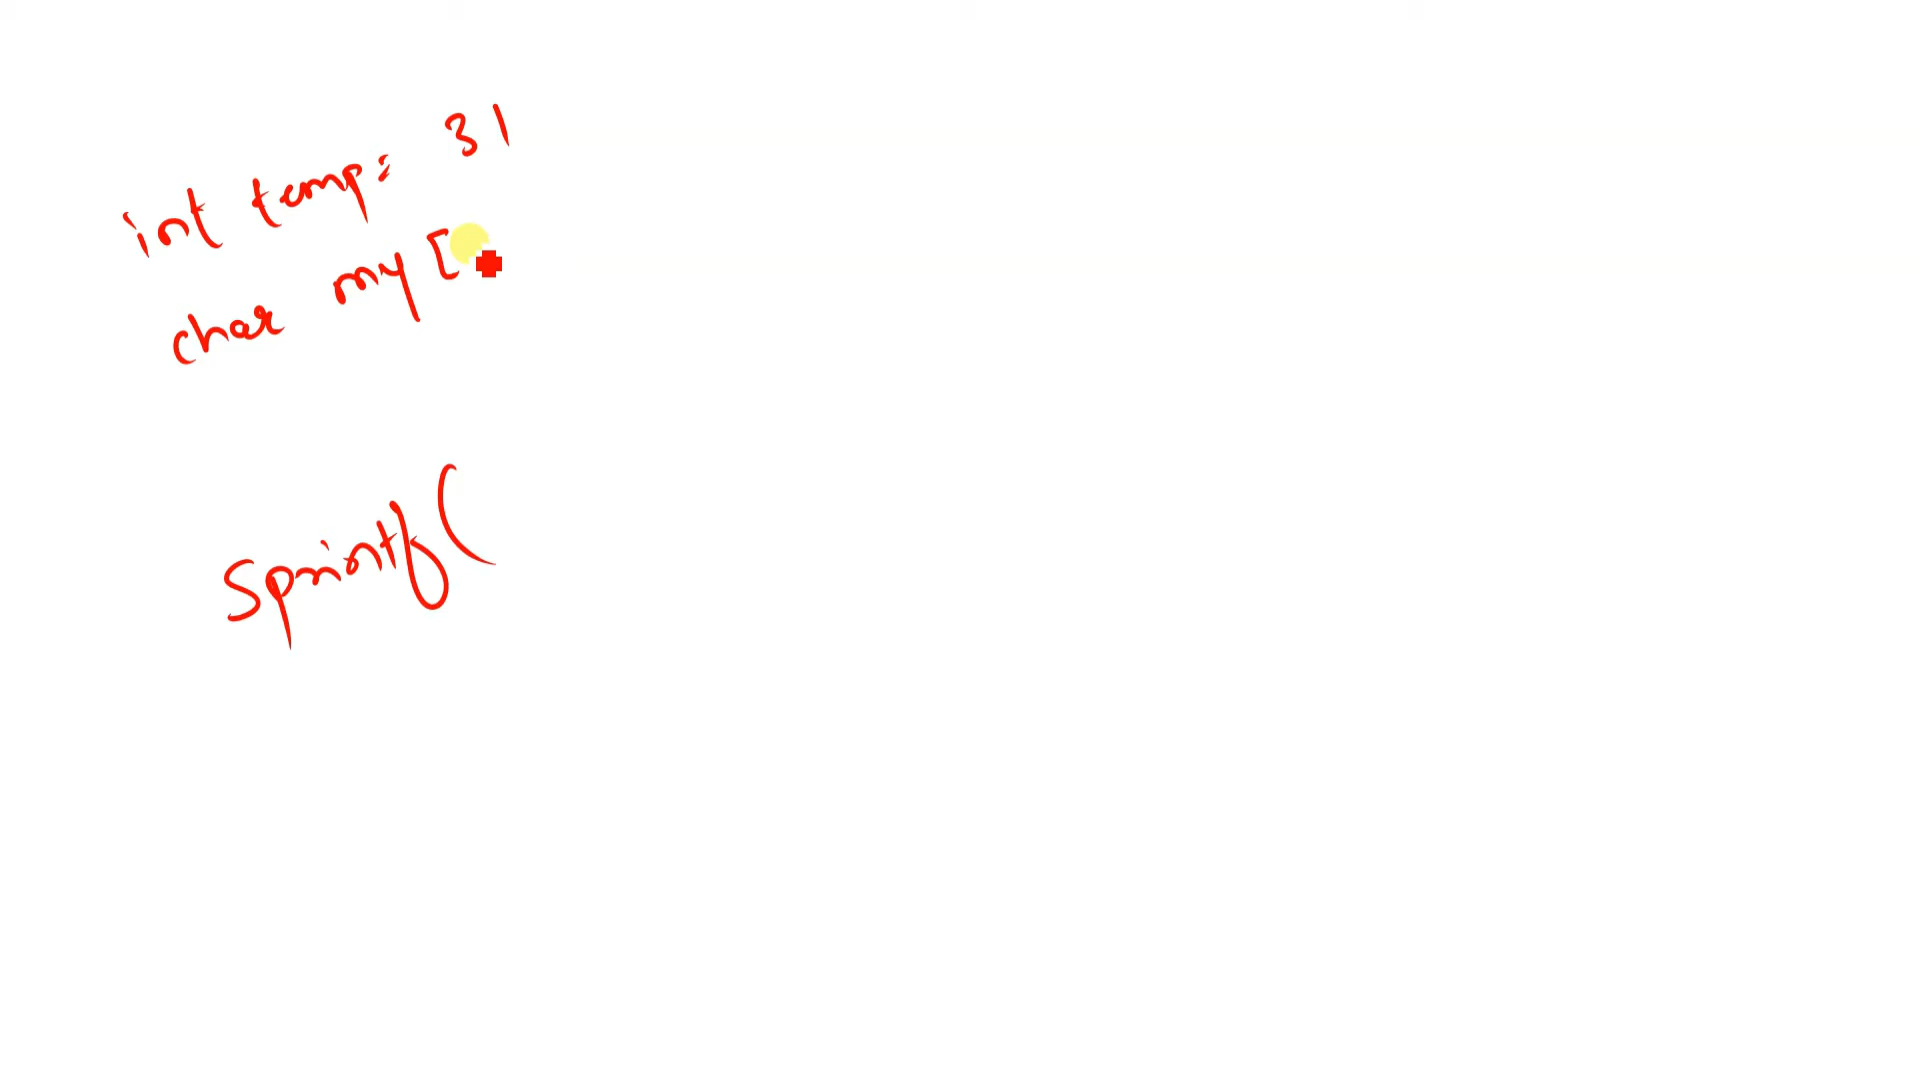 int temp = 31
char my[
Sprintf(